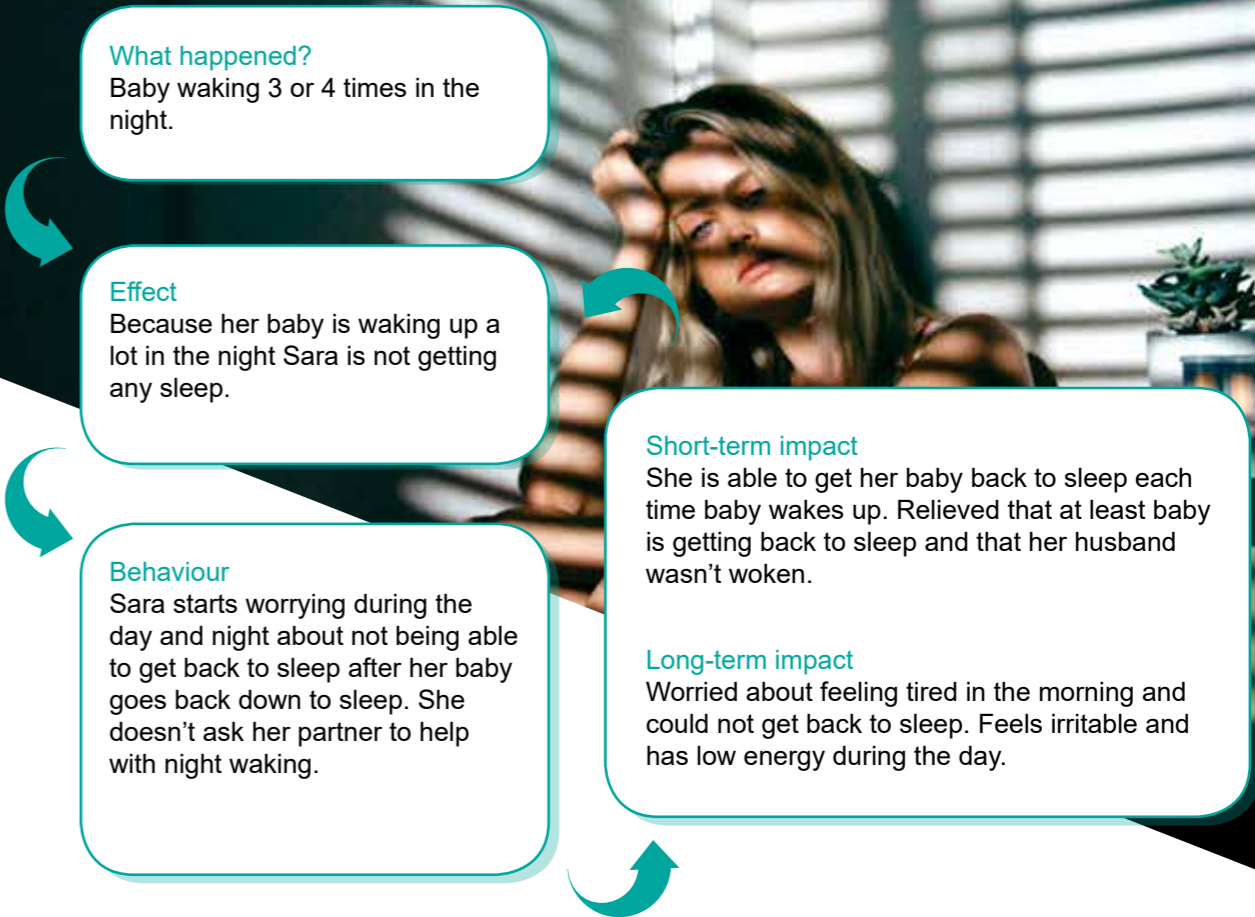 What happened?
Baby waking 3 or 4 times in the
night.
Effect
Because her baby is waking up a
lot in the night Sara is not getting
any sleep.
Behaviour
Sara starts worrying during the
day and night about not being able
to get back to sleep after her baby
goes back down to sleep. She
doesn’t ask her partner to help
with night waking.
Short-term impact
She is able to get her baby back to sleep each
time baby wakes up. Relieved that at least baby
is getting back to sleep and that her husband
wasn’t woken.
Long-term impact
Worried about feeling tired in the morning and
could not get back to sleep. Feels irritable and
has low energy during the day.